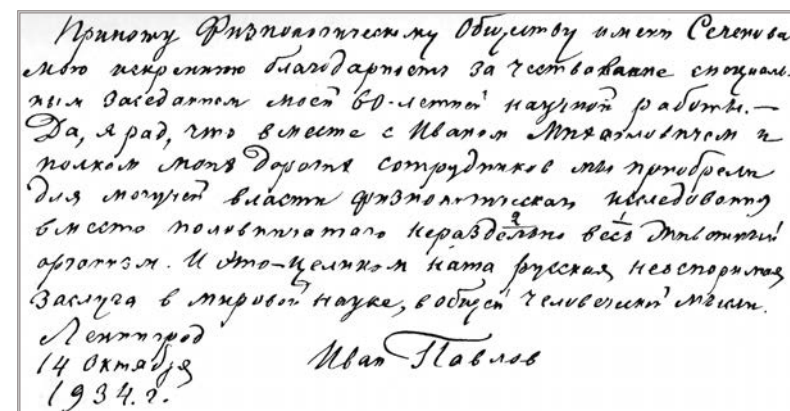 Приношу Физиологическому Обществу имени Сеченова
мою искреннюю благодарность за чествование специаль-
ным заседанием моей 60-летней научной работы.—
Да, я рад, что вместе с Иваном Михайловичем и
полком моих дорогих сотрудников мы приобрели
для могучей власти физиологическаго исследования
вместо половинчатаго нераздельно весь животный
организм. И это—целиком наша русская неоспоримая
заслуга в мировой науке, в общей человеческой мысли.
Ленинград
14 Октября
1934. г.
Иван Павлов